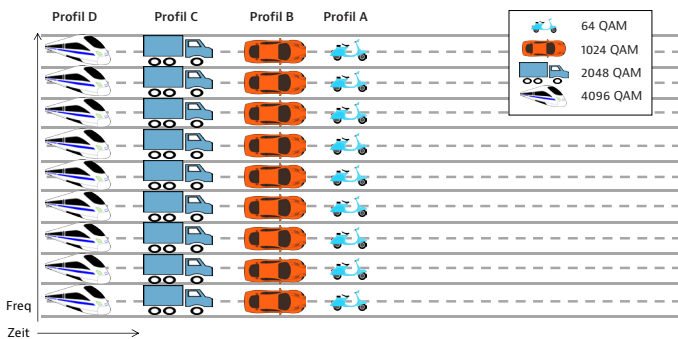 Profil D
Profil C
Profil B
Profil A
64 QAM
1024 QAM
2048 QAM
4096 QAM
Freq
Zeit